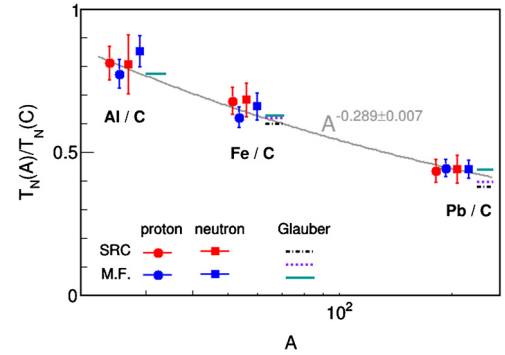 1
0.5
0
T_N(A)/T_N(C)
Al / C
Fe / C
A^-0.289±0.007
Pb / C
proton neutron Glauber
SRC
M.F.
10^2
A